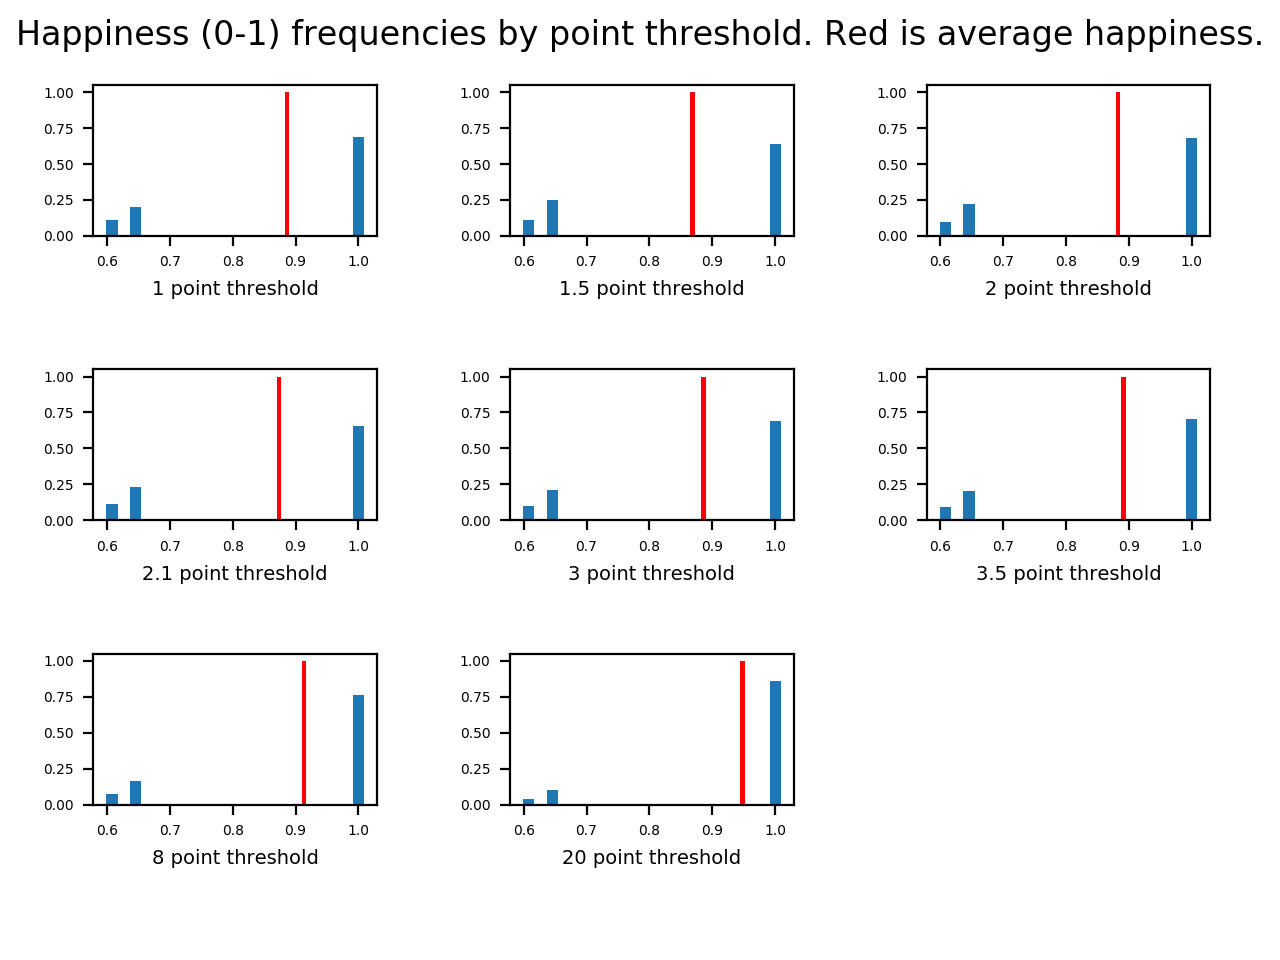 Happiness (0-1) frequencies by point threshold. Red is average happiness.
1.00 1.00 1.00
0.75 0.75 0.75
0.50 0.50 0.50
0.25 0.25 0.25
0.00 0.00 0.00
0.6 0.7 0.8 0.9 1.0 0.6 0.7 0.8 0.9 1.0 0.6 0.7 0.8 0.9 1.0
1 point threshold 1.5 point threshold 2 point threshold
1.00 1.00 1.00
0.75 0.75 0.75
0.50 0.50 0.50
0.25 0.25 0.25
0.00 0.00 0.00
0.6 0.7 0.8 0.9 1.0 0.6 0.7 0.8 0.9 1.0 0.6 0.7 0.8 0.9 1.0
2.1 point threshold 3 point threshold 3.5 point threshold
1.00 1.00
0.75 0.75
0.50 0.50
0.25 0.25
0.00 0.00
0.6 0.7 0.8 0.9 1.0 0.6 0.7 0.8 0.9 1.0
8 point threshold 20 point threshold